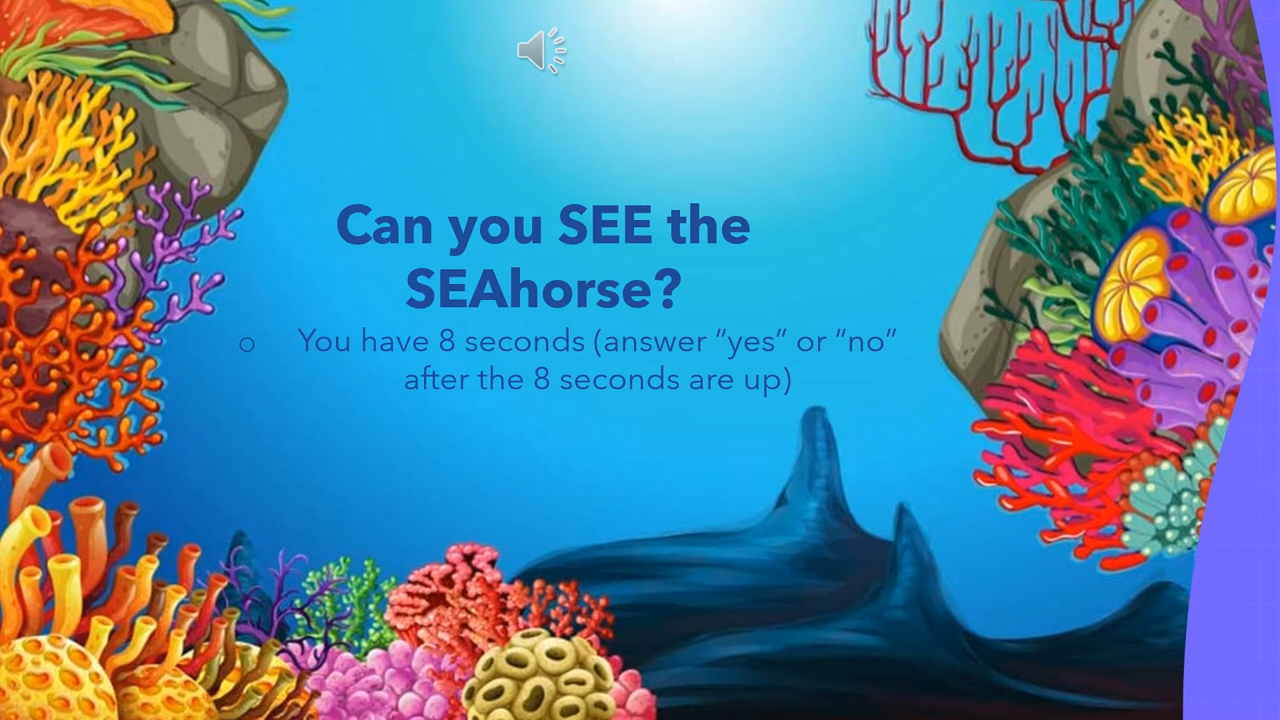 Can you SEE the
SEAhorse?
o You have 8 seconds (answer “yes” or “no”
after the 8 seconds are up)